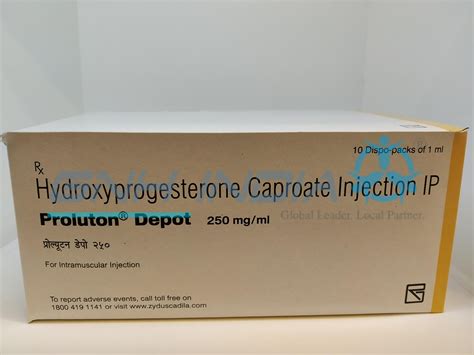 10 Dispo-packs of 1 ml
Rx
Hydroxyprogesterone Caproate Injection IP
Proluton® Depot 250 mg/ml
Global Leader. Local Partner.
प्रोल्यूटन डेपो २५०
For Intramuscular Injection
To report adverse events, call toll free on
1800 419 1141 or visit www.zyduscadila.com